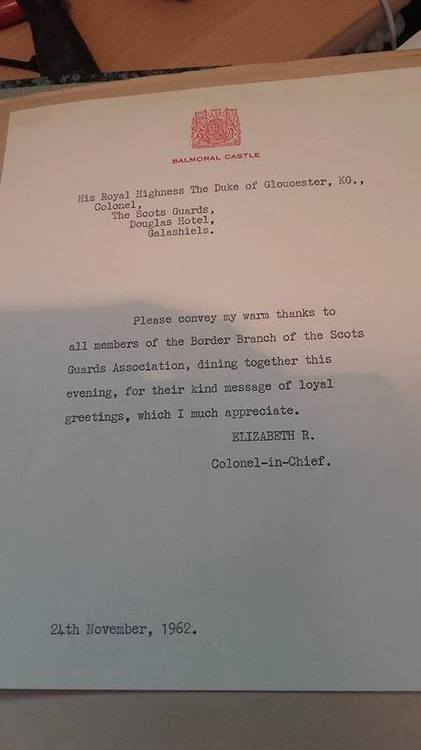 BALMORAL CASTLE
His Royal Highness The Duke of Gloucester, KG.,
Colonel,
The Scots Guards,
Douglas Hotel,
Galashiels.
Please convey my warm thanks to
all members of the Border Branch of the Scots
Guards Association, dining together this
evening, for their kind message of loyal
greetings, which I much appreciate.
ELIZABETH R.
Colonel-in-Chief.
24th November, 1962.